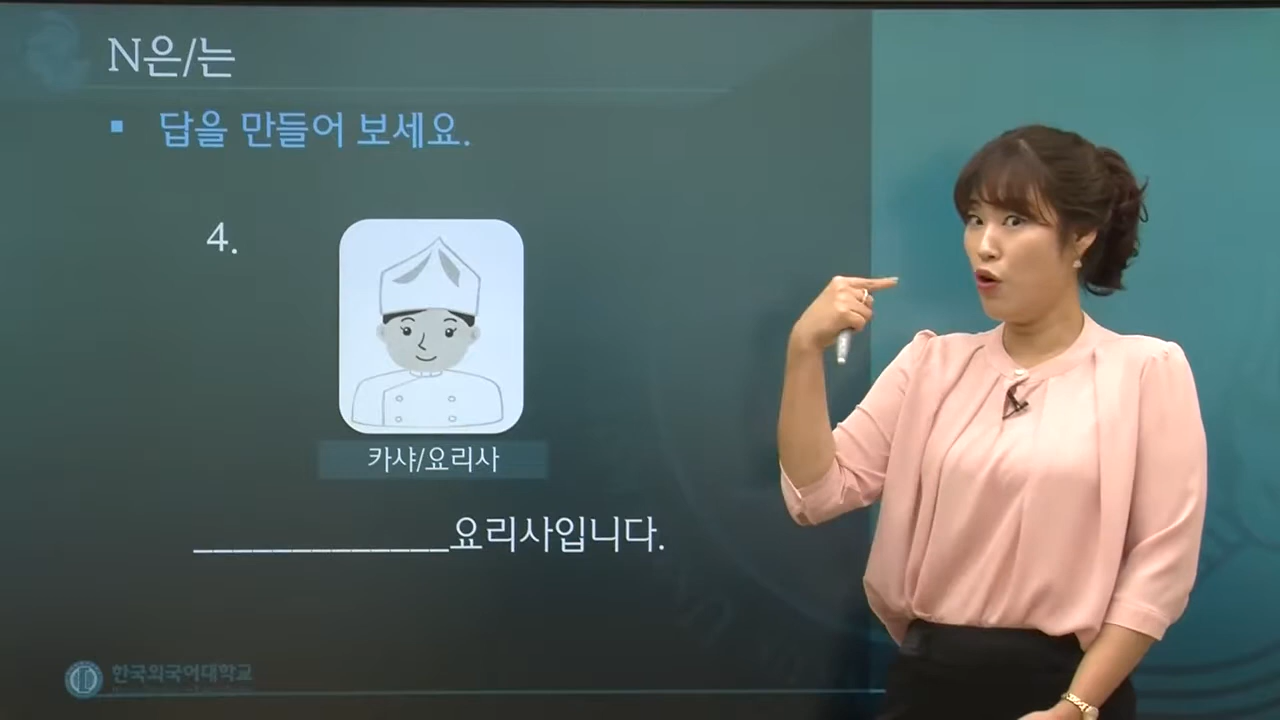 N은/는
▪ 답을 만들어 보세요.
4.
카샤/요리사
_____________요리사입니다.
한국외국어대학교